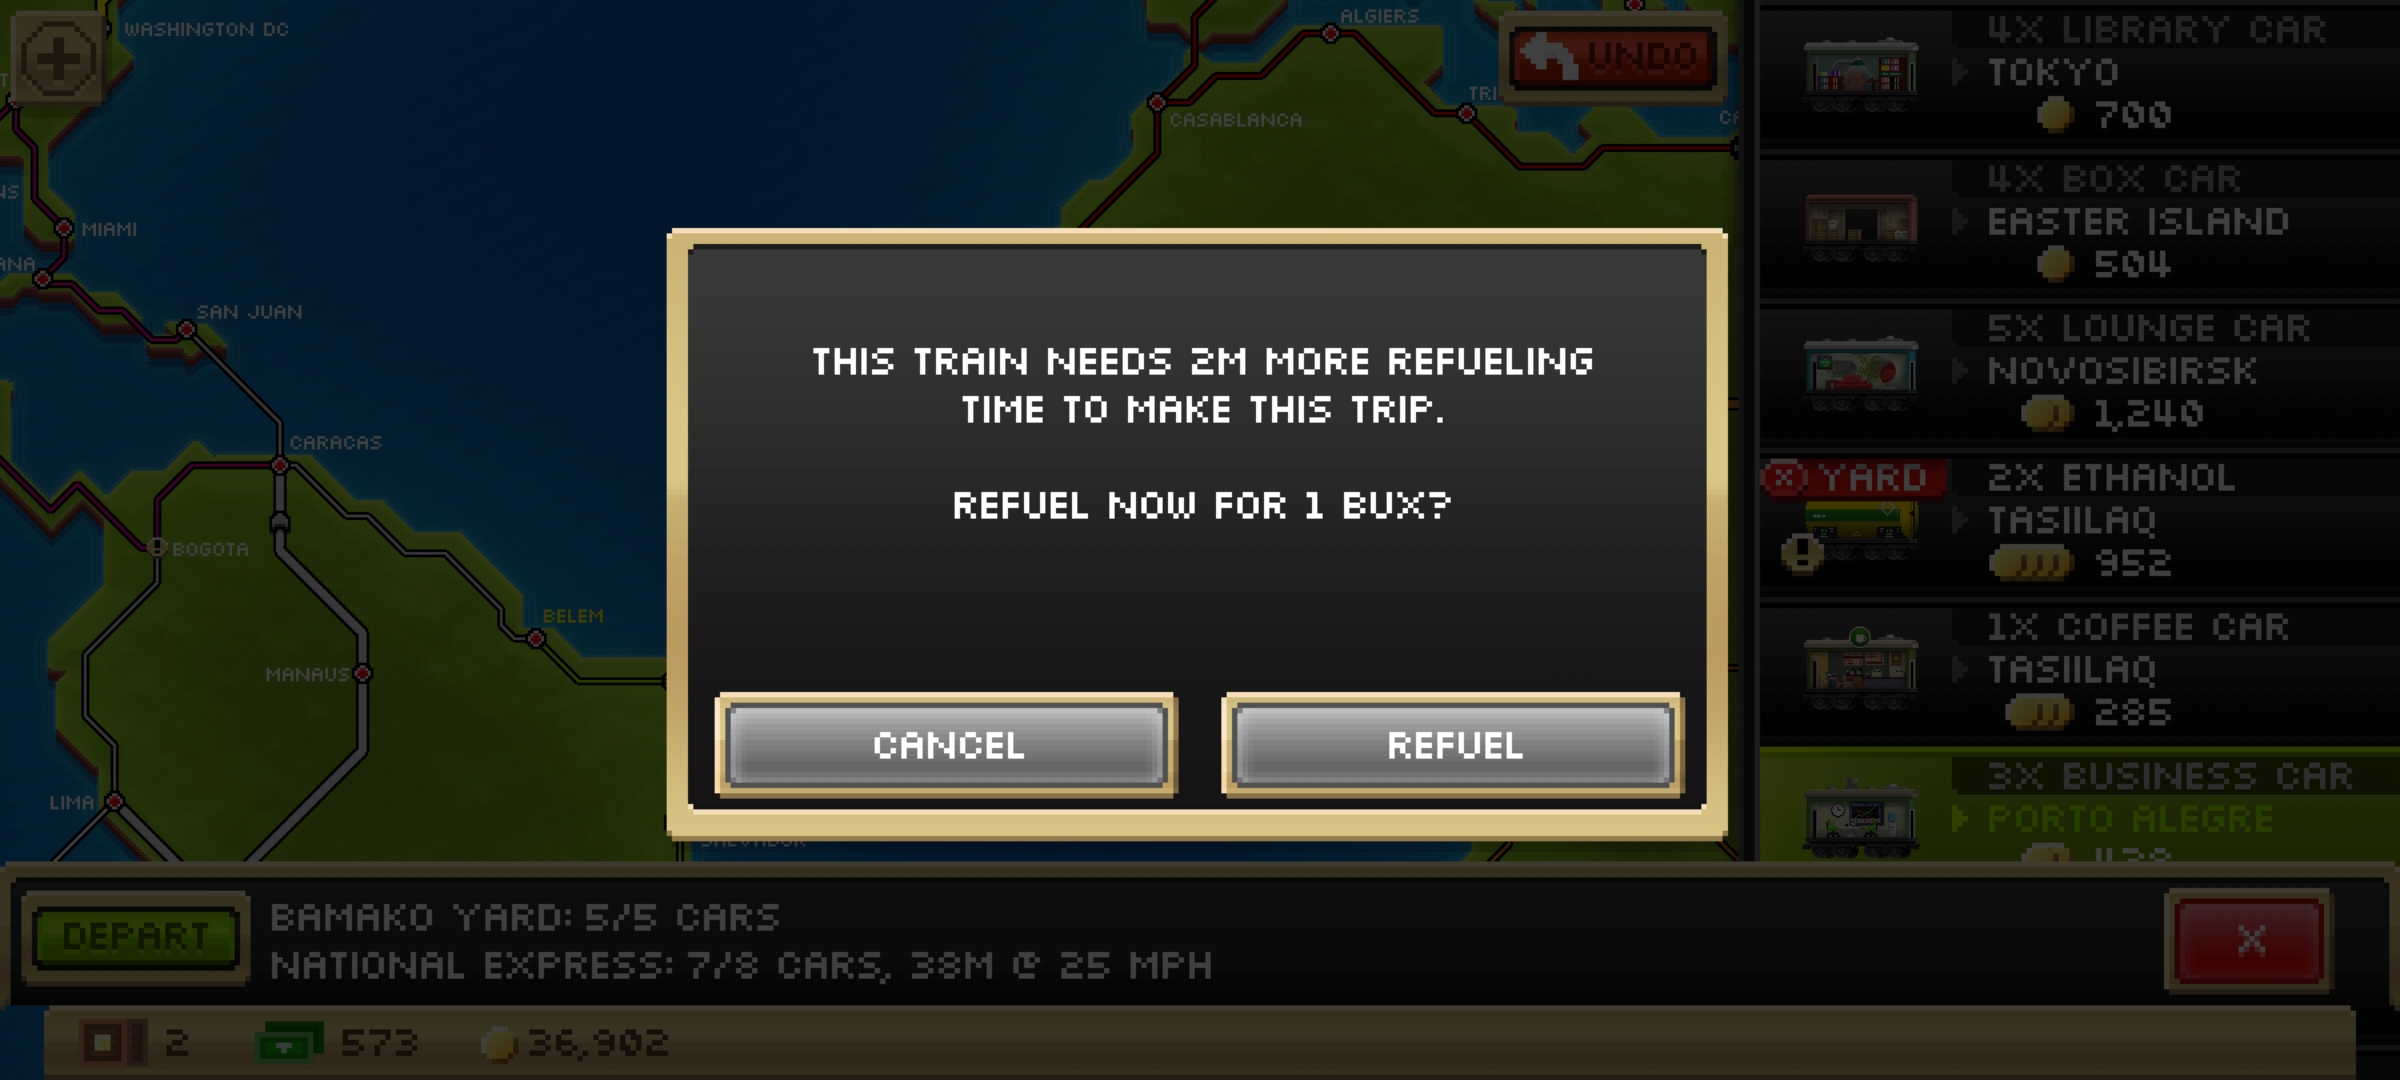 WASHINGTON DC
ALGIERS
UNDO
TRI
CASABLANCA
MIAMI
SAN JUAN
CARACAS
BOGOTA
BELEM
MANAUS
LIMA
SALVADOR
4X LIBRARY CAR
TOKYO
700
4X BOX CAR
EASTER ISLAND
504
5X LOUNGE CAR
NOVOSIBIRSK
1,240
YARD
2X ETHANOL
TASIILAQ
952
1X COFFEE CAR
TASIILAQ
285
3X BUSINESS CAR
PORTO ALEGRE
THIS TRAIN NEEDS 2M MORE REFUELING
TIME TO MAKE THIS TRIP.
REFUEL NOW FOR 1 BUX?
CANCEL
REFUEL
DEPART
BAMAKO YARD: 5/5 CARS
NATIONAL EXPRESS: 7/8 CARS, 38M @ 25 MPH
X
2
573
36,902